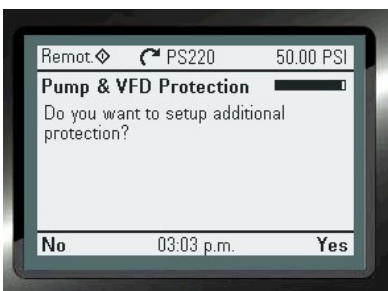 Remot. PS220 50.00 PSI
Pump & VFD Protection
Do you want to setup additional
protection?
No 03:03 p.m. Yes